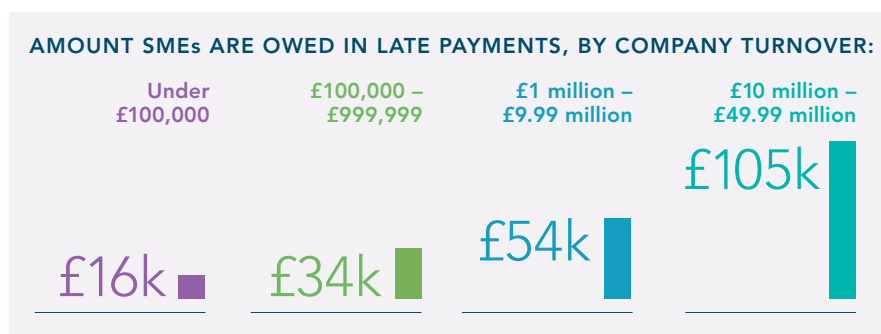 AMOUNT SMEs ARE OWED IN LATE PAYMENTS, BY COMPANY TURNOVER:
Under
£100,000
£16k
£100,000 –
£999,999
£34k
£1 million –
£9.99 million
£54k
£10 million –
£49.99 million
£105k